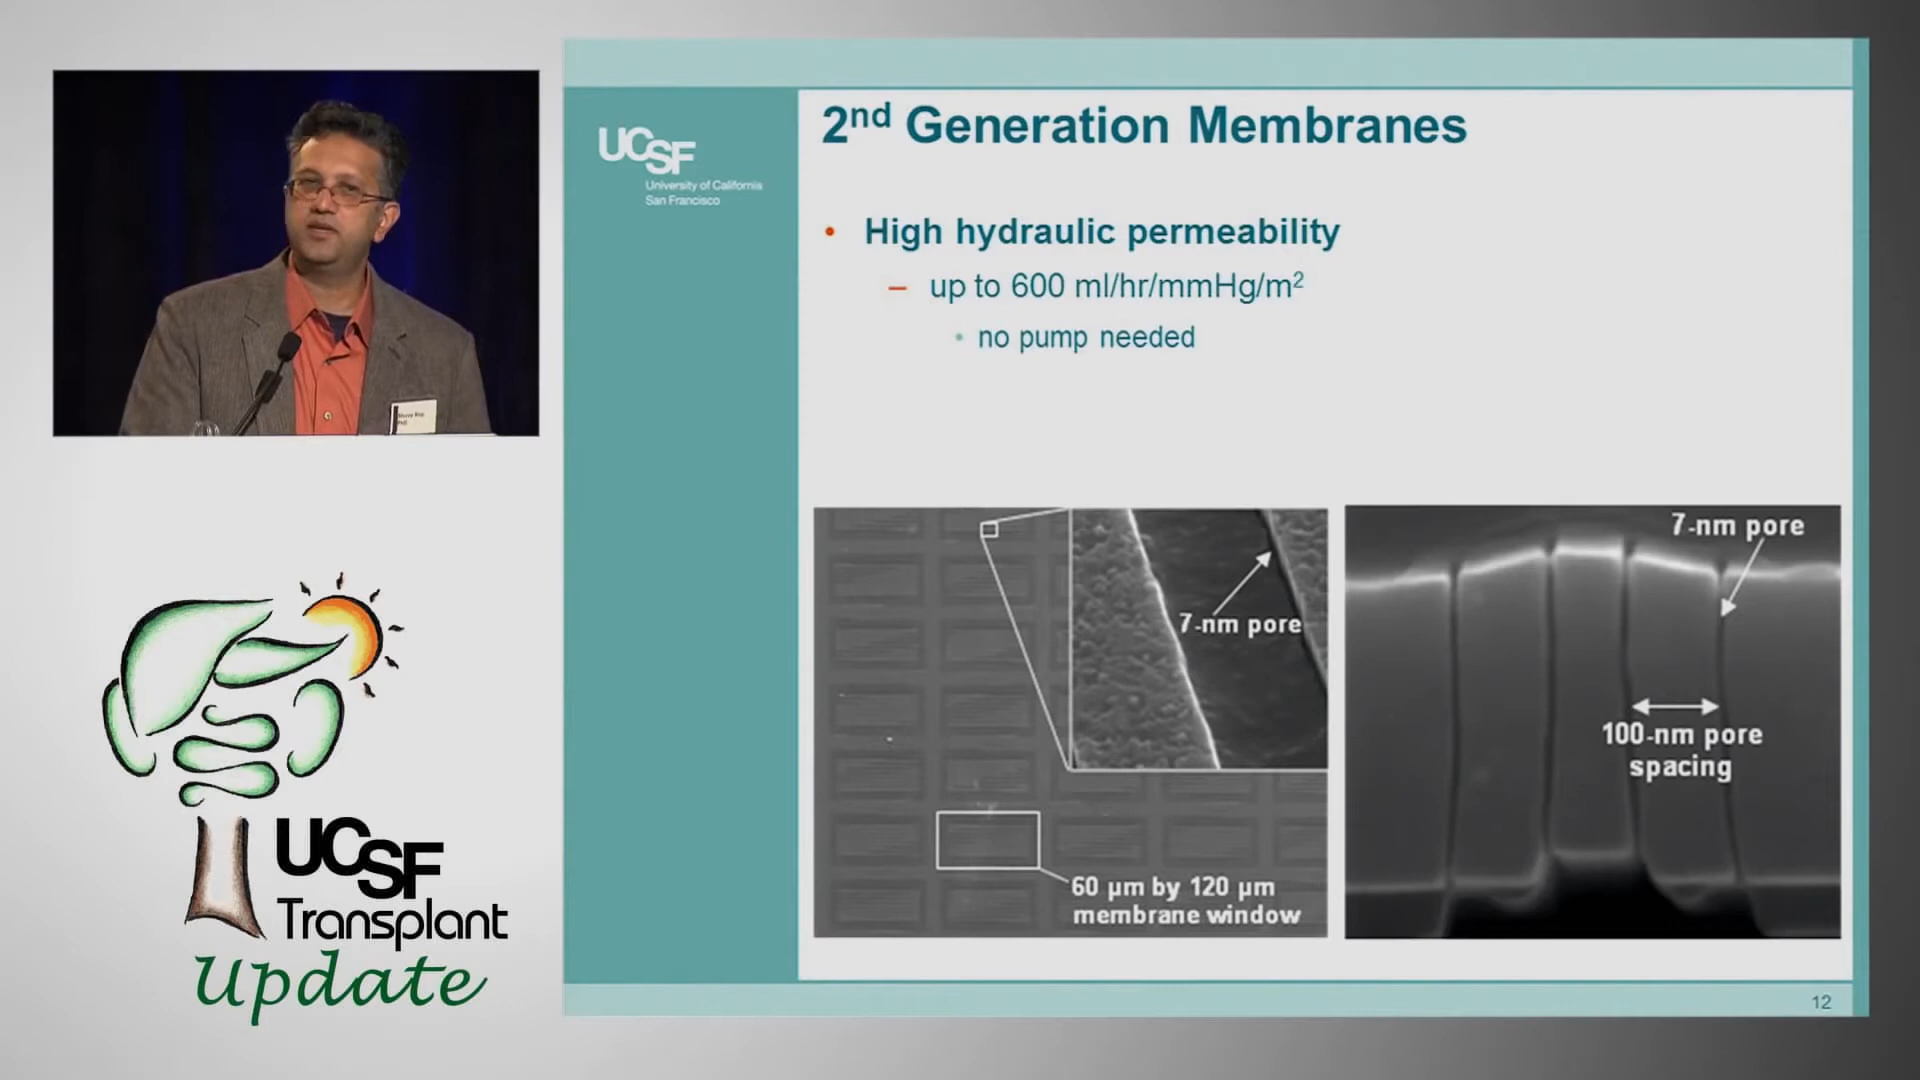 UCSF
University of California
San Francisco
2nd Generation Membranes
• High hydraulic permeability
– up to 600 ml/hr/mmHg/m²
• no pump needed
7-nm pore
60 µm by 120 µm
membrane window
7-nm pore
100-nm pore
spacing
12
UCSF
Transplant
Update